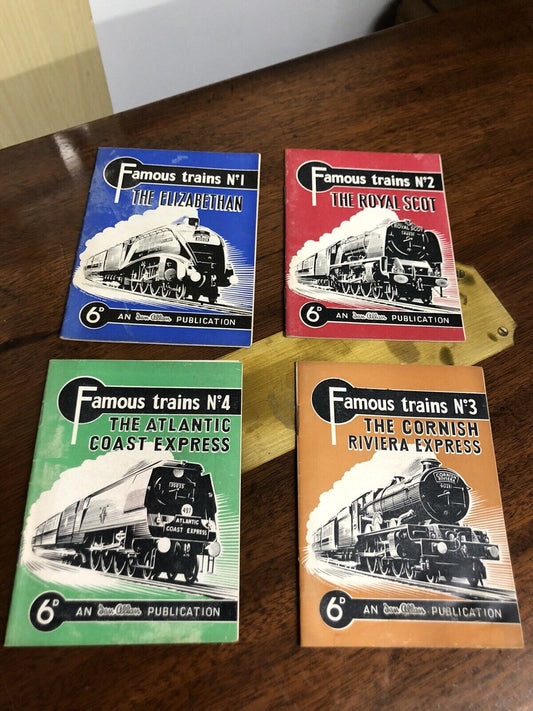 Famous trains Nº1
THE ELIZABETHAN
6D AN Ian Allan PUBLICATION
Famous trains Nº2
THE ROYAL SCOT
ROYAL SCOT
6D AN Ian Allan PUBLICATION
Famous trains Nº4
THE ATLANTIC
COAST EXPRESS
35023
497
ATLANTIC
COAST EXPRESS
6D AN Ian Allan PUBLICATION
Famous trains Nº3
THE CORNISH
RIVIERA EXPRESS
CORNISH
RIVIERA
6D AN Ian Allan PUBLICATION